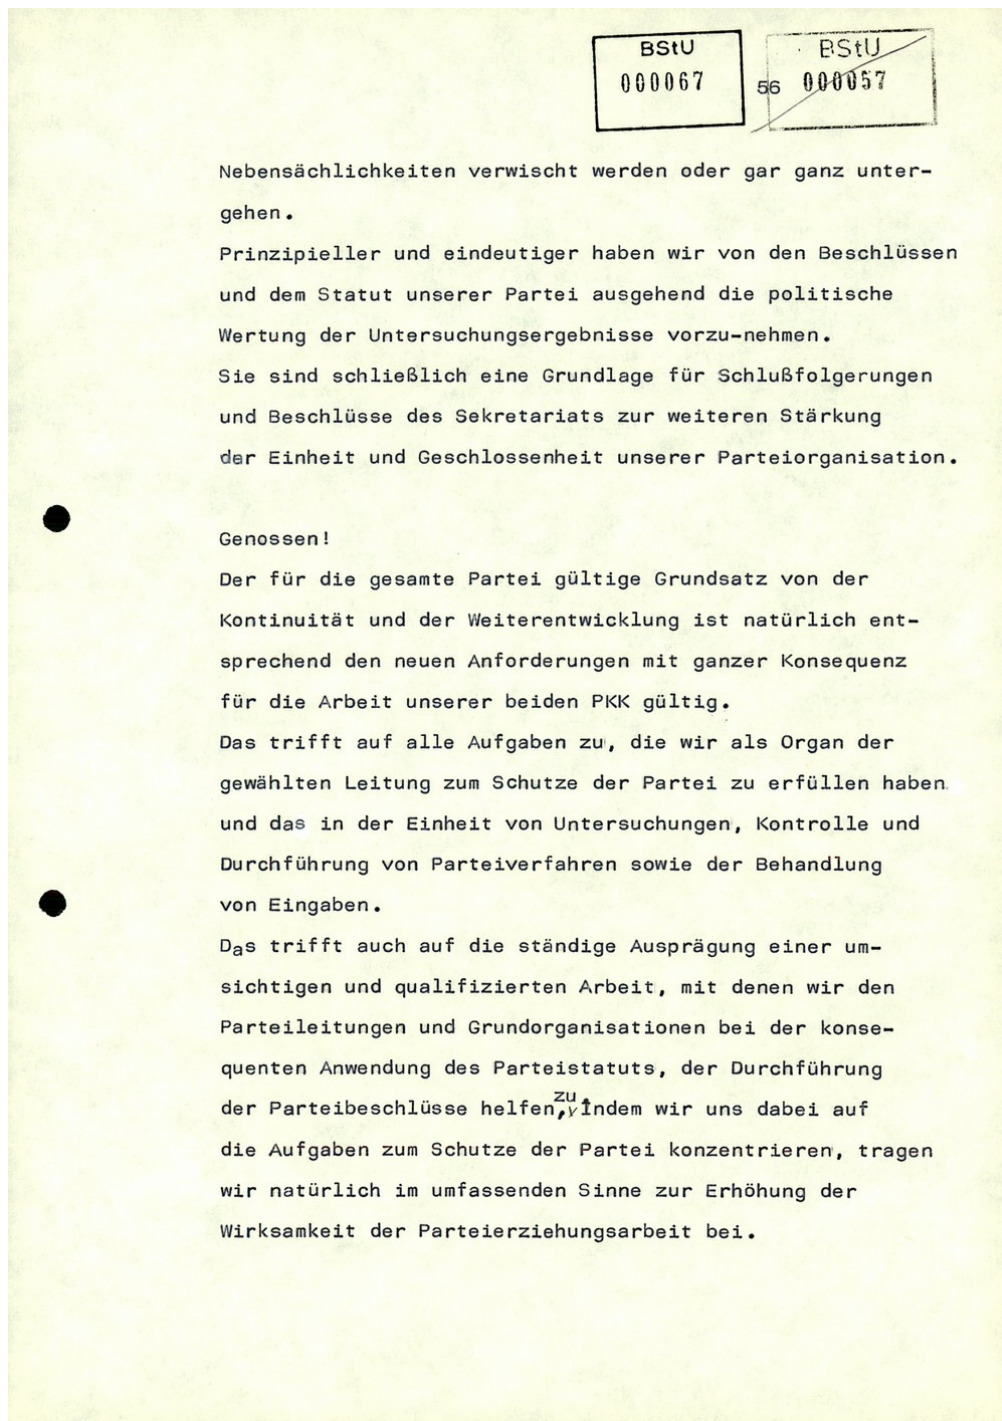 BStU
000067
56
BStU
000057
Nebensächlichkeiten verwischt werden oder gar ganz unter-
gehen.
Prinzipieller und eindeutiger haben wir von den Beschlüssen
und dem Statut unserer Partei ausgehend die politische
Wertung der Untersuchungsergebnisse vorzu-nehmen.
Sie sind schließlich eine Grundlage für Schlußfolgerungen
und Beschlüsse des Sekretariats zur weiteren Stärkung
der Einheit und Geschlossenheit unserer Parteiorganisation.
Genossen!
Der für die gesamte Partei gültige Grundsatz von der
Kontinuität und der Weiterentwicklung ist natürlich ent-
sprechend den neuen Anforderungen mit ganzer Konsequenz
für die Arbeit unserer beiden PKK gültig.
Das trifft auf alle Aufgaben zu, die wir als Organ der
gewählten Leitung zum Schutze der Partei zu erfüllen haben
und das in der Einheit von Untersuchungen, Kontrolle und
Durchführung von Parteiverfahren sowie der Behandlung
von Eingaben.
Das trifft auch auf die ständige Ausprägung einer um-
sichtigen und qualifizierten Arbeit, mit denen wir den
Parteileitungen und Grundorganisationen bei der konse-
quenten Anwendung des Parteistatuts, der Durchführung
der Parteibeschlüsse helfen, zu. Indem wir uns dabei auf
die Aufgaben zum Schutze der Partei konzentrieren, tragen
wir natürlich im umfassenden Sinne zur Erhöhung der
Wirksamkeit der Parteierziehungsarbeit bei.